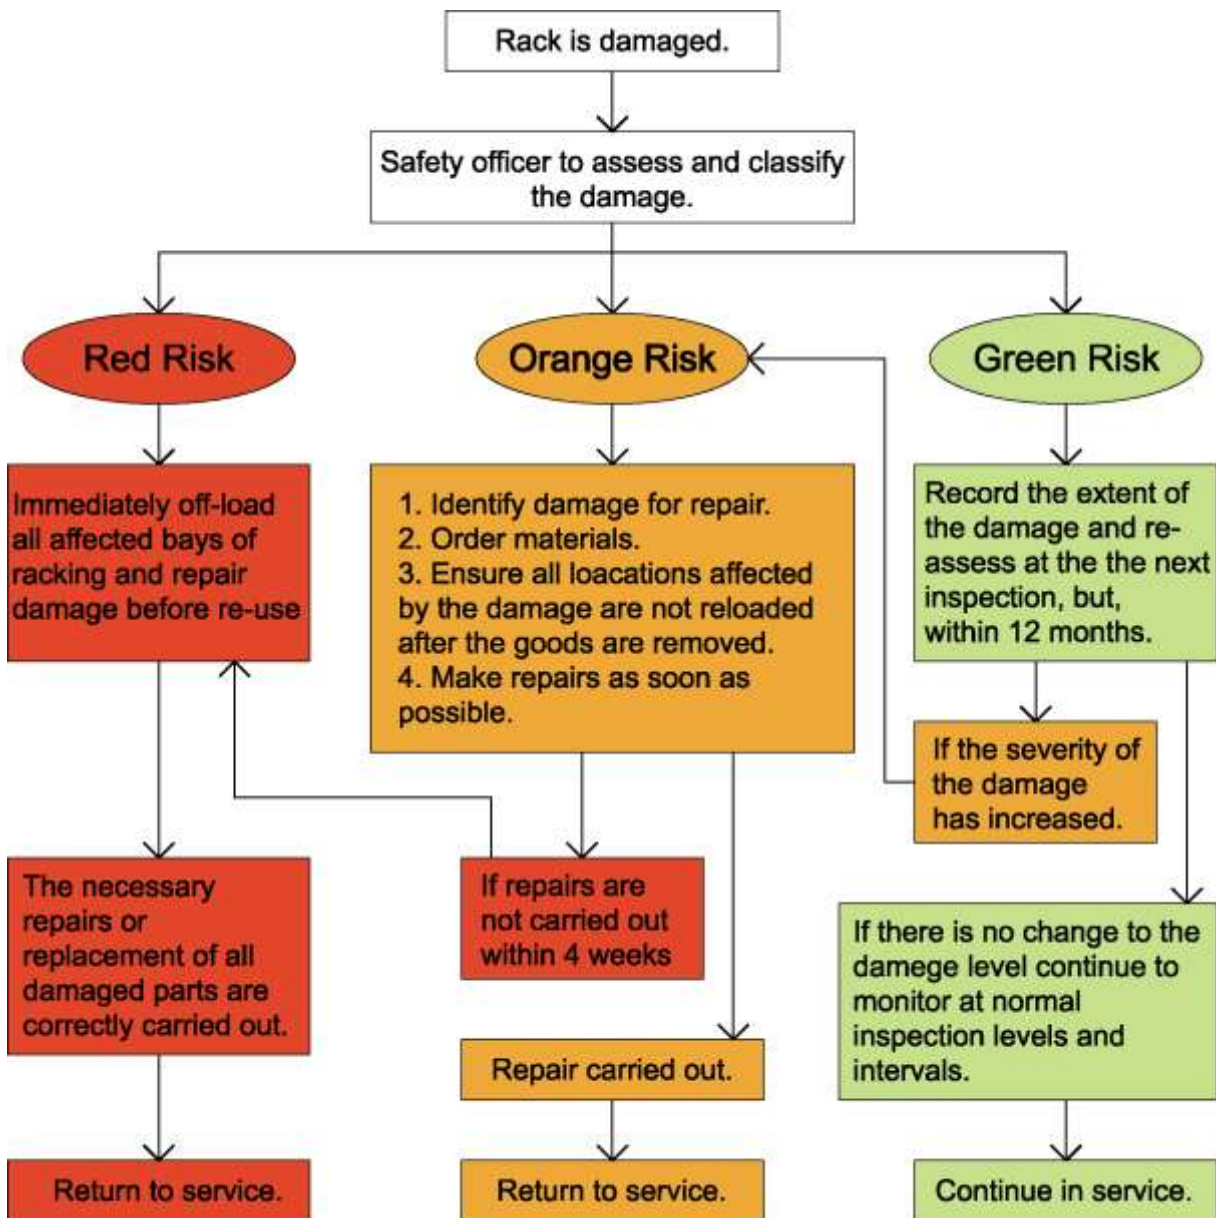 Rack is damaged.
Safety officer to assess and classify
the damage.
Red Risk
Orange Risk
Green Risk
Immediately off-load
all affected bays of
racking and repair
damage before re-use
1. Identify damage for repair.
2. Order materials.
3. Ensure all loacations affected
by the damage are not reloaded
after the goods are removed.
4. Make repairs as soon as
possible.
Record the extent of
the damage and re-
assess at the the next
inspection, but,
within 12 months.
If the severity of
the damage
has increased.
The necessary
repairs or
replacement of all
damaged parts are
correctly carried out.
If repairs are
not carried out
within 4 weeks
If there is no change to the
damege level continue to
monitor at normal
inspection levels and
intervals.
Repair carried out.
Return to service.
Return to service.
Continue in service.